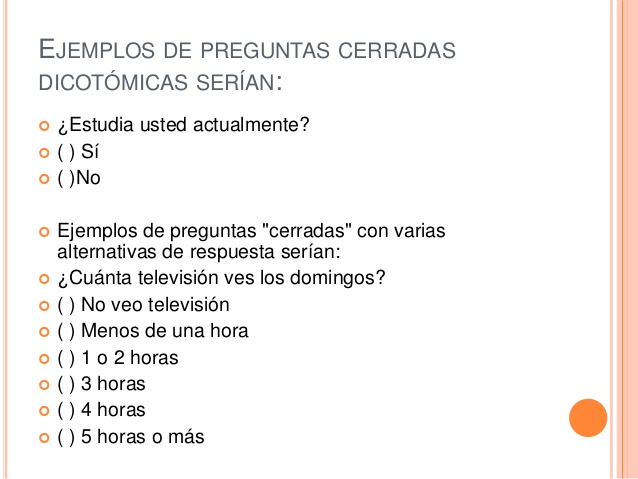 EJEMPLOS DE PREGUNTAS CERRADAS
DICOTÓMICAS SERÍAN:
¿Estudia usted actualmente?
( ) Sí
( )No
Ejemplos de preguntas "cerradas" con varias
alternativas de respuesta serían:
¿Cuánta televisión ves los domingos?
( ) No veo televisión
( ) Menos de una hora
( ) 1 o 2 horas
( ) 3 horas
( ) 4 horas
( ) 5 horas o más